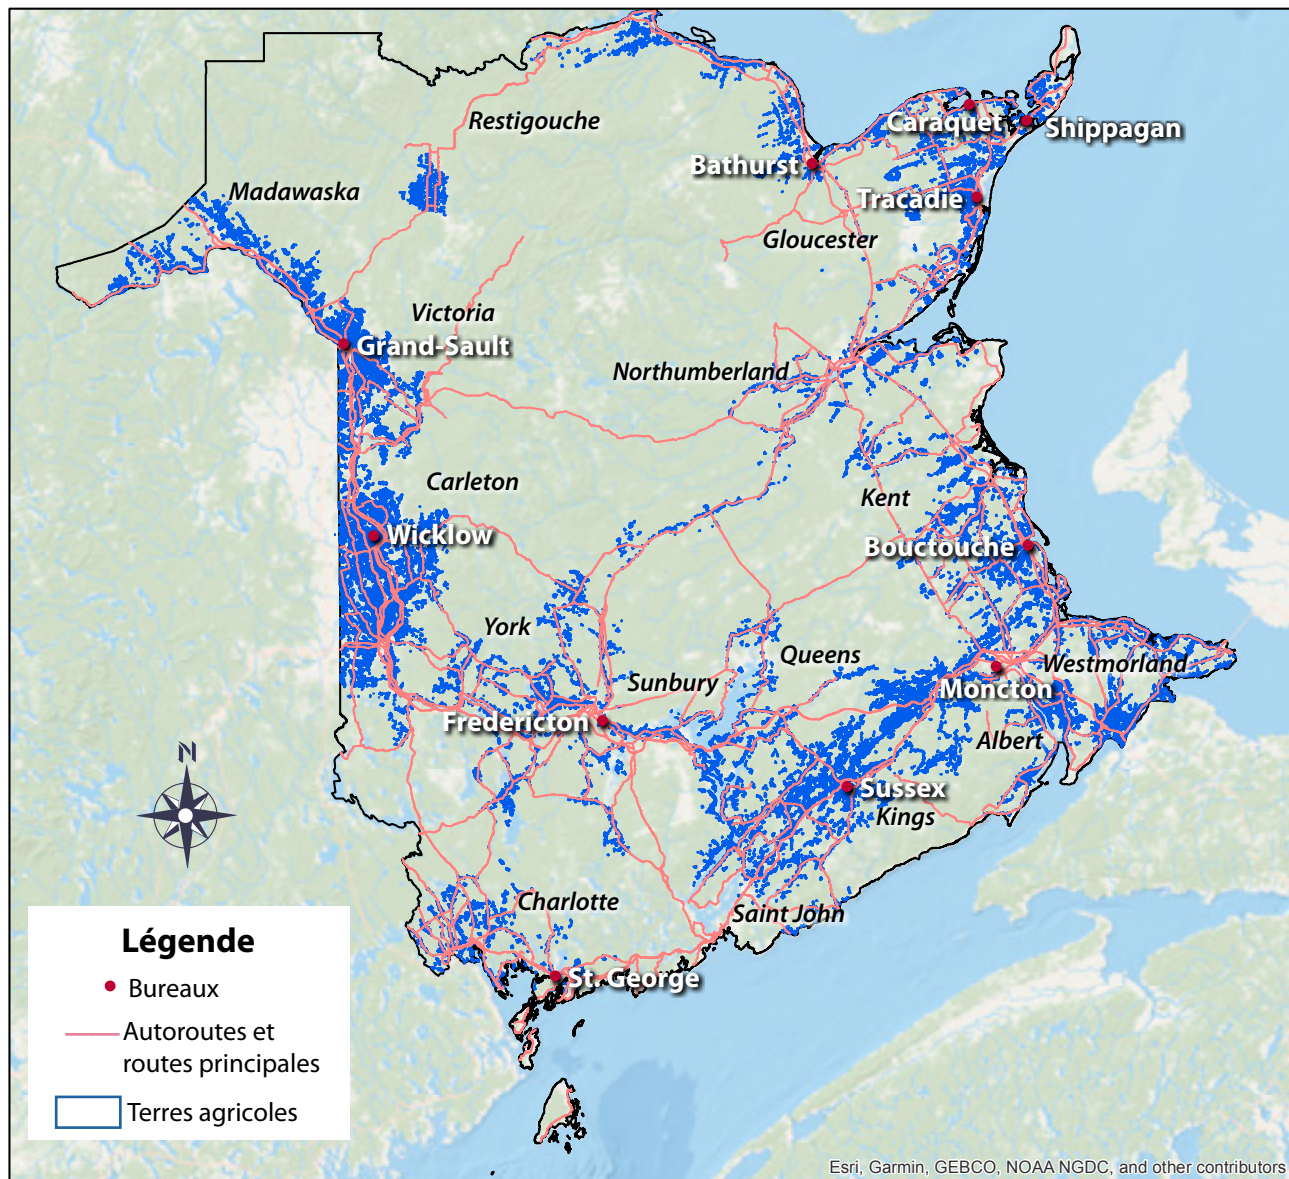 Restigouche
Caraquet
Shippagan
Bathurst
Madawaska
Tracadie
Gloucester
Victoria
Grand-Sault
Northumberland
Carleton
Kent
Wicklow
Bouctouche
York
Queens
Westmorland
Sunbury
Moncton
Fredericton
Albert
N
Sussex
Kings
Charlotte
Saint John
St. George
Légende
Bureaux
Autoroutes et
routes principales
Terres agricoles
Esri, Garmin, GEBCO, NOAA NGDC, and other contributors